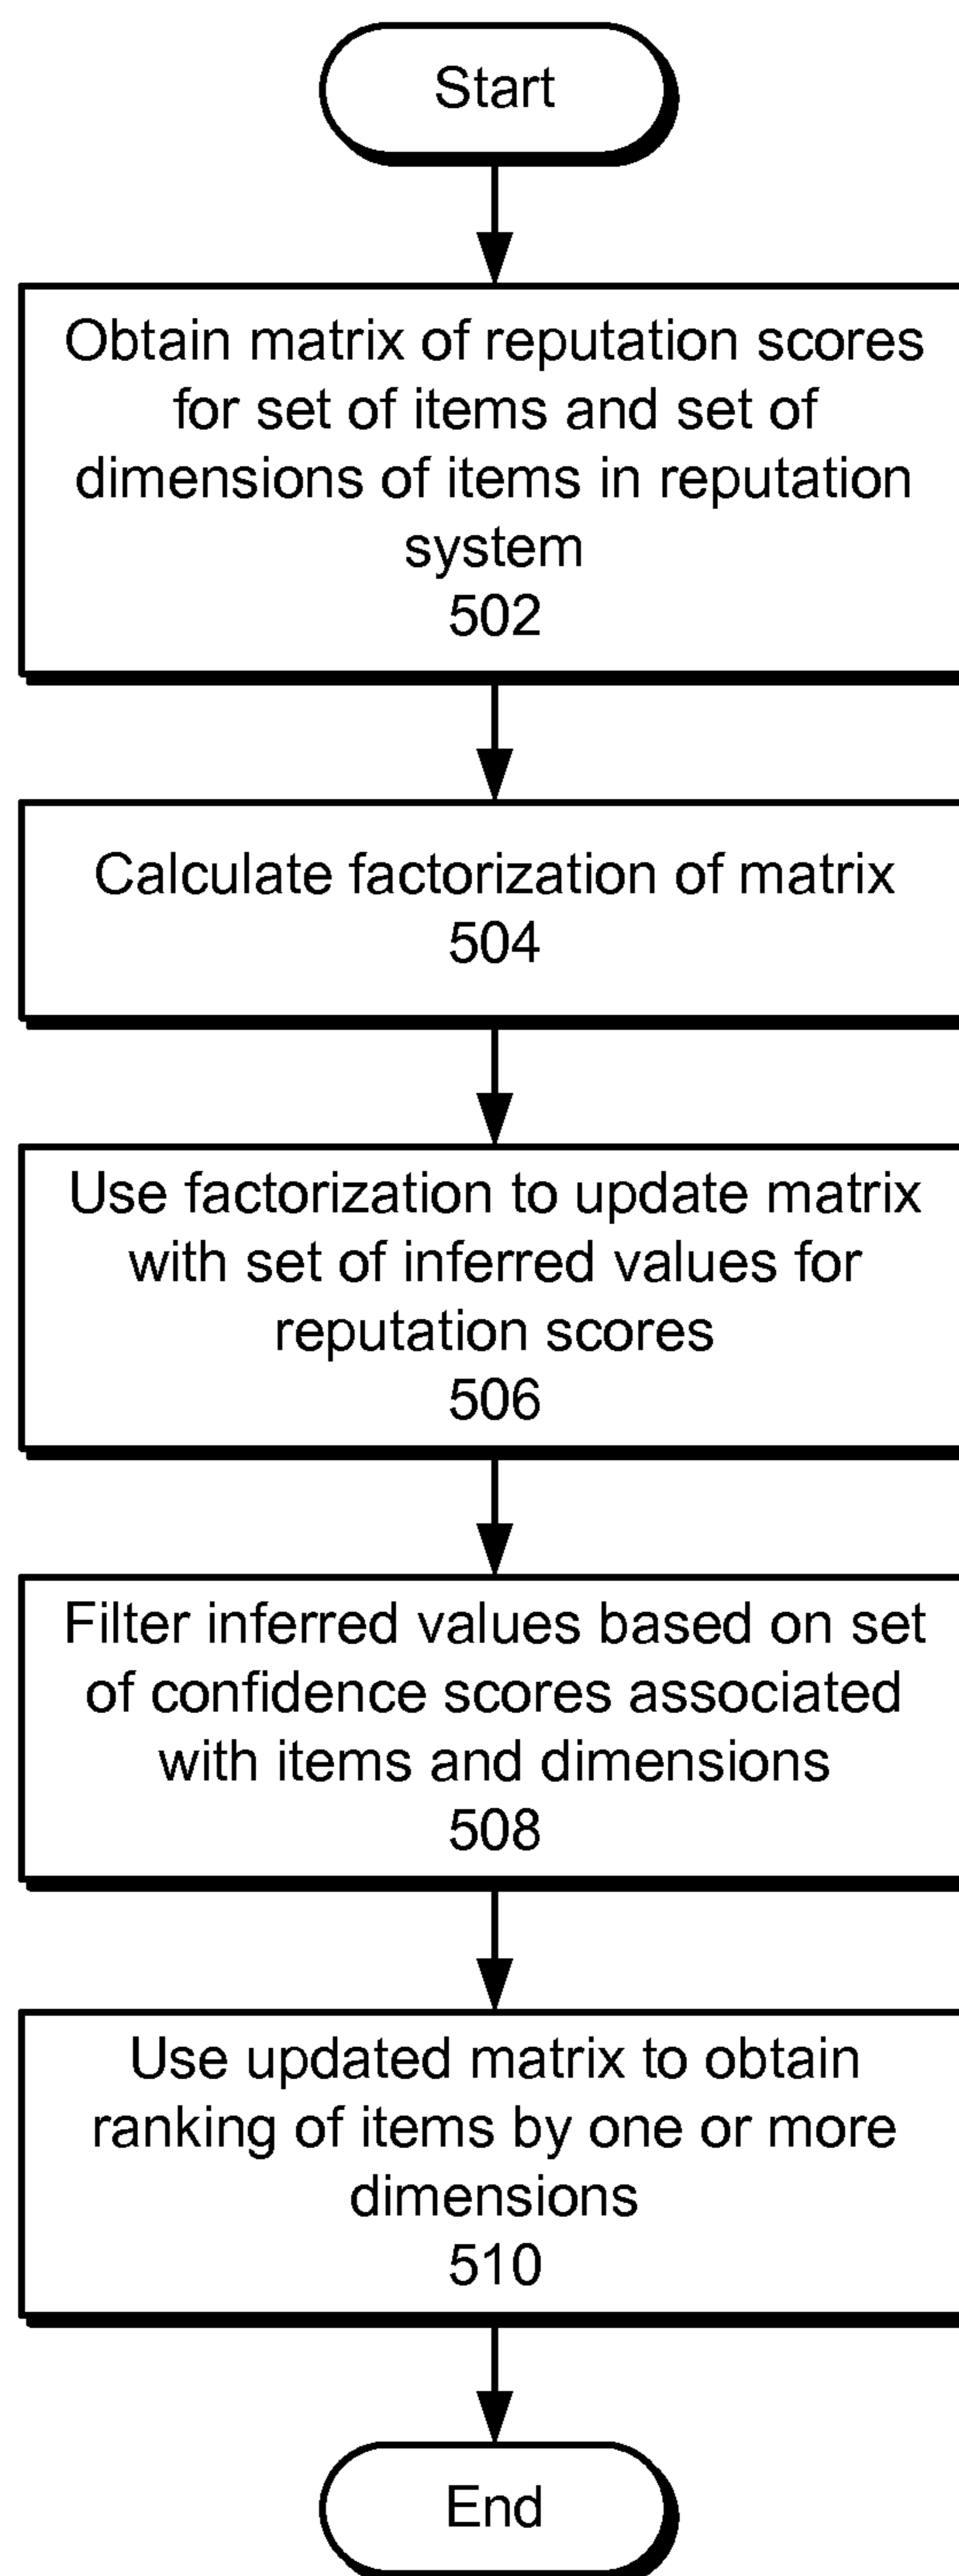 Start
Obtain matrix of reputation scores
for set of items and set of
dimensions of items in reputation
system
502
Calculate factorization of matrix
504
Use factorization to update matrix
with set of inferred values for
reputation scores
506
Filter inferred values based on set
of confidence scores associated
with items and dimensions
508
Use updated matrix to obtain
ranking of items by one or more
dimensions
510
End